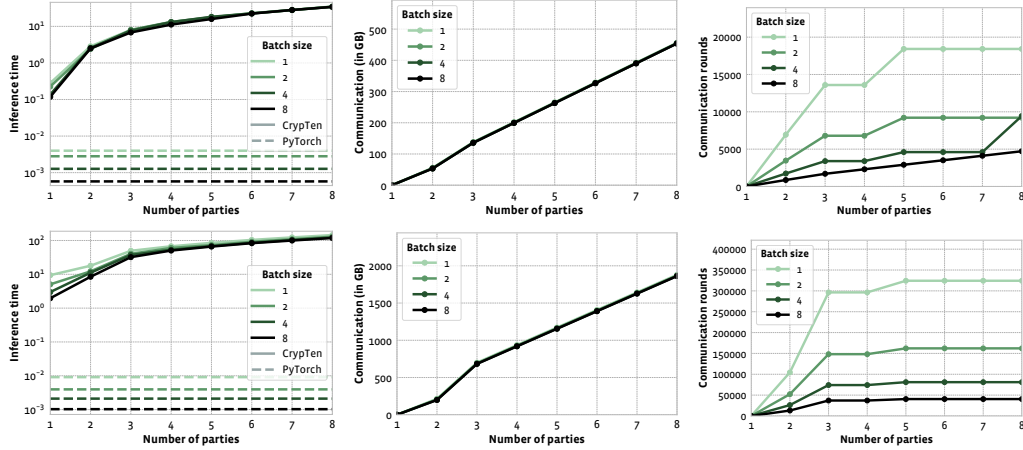 Inference time
10¹
10⁰
10⁻¹
10⁻²
10⁻³
Batch size
1
2
4
8
CrypTen
PyTorch
1 2 3 4 5 6 7 8
Number of parties
Communication (in GB)
500
400
300
200
100
0
Batch size
1
2
4
8
1 2 3 4 5 6 7 8
Number of parties
Communication rounds
20000
15000
10000
5000
0
Batch size
1
2
4
8
1 2 3 4 5 6 7 8
Number of parties
Inference time
10²
10¹
10⁰
10⁻¹
10⁻²
10⁻³
Batch size
1
2
4
8
CrypTen
PyTorch
1 2 3 4 5 6 7 8
Number of parties
Communication (in GB)
2000
1500
1000
500
0
Batch size
1
2
4
8
1 2 3 4 5 6 7 8
Number of parties
Communication rounds
400000
350000
300000
250000
200000
150000
100000
50000
0
Batch size
1
2
4
8
1 2 3 4 5 6 7 8
Number of parties